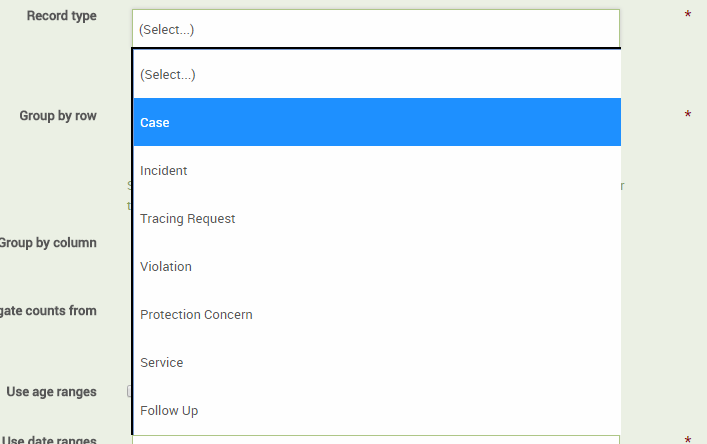 Record type
(Select...)
*
(Select...)
Group by row
Case
*
Incident
Tracing Request
Group by column
Violation
gate counts from
Protection Concern
Service
Use age ranges
Follow Up
Use date ranges
*